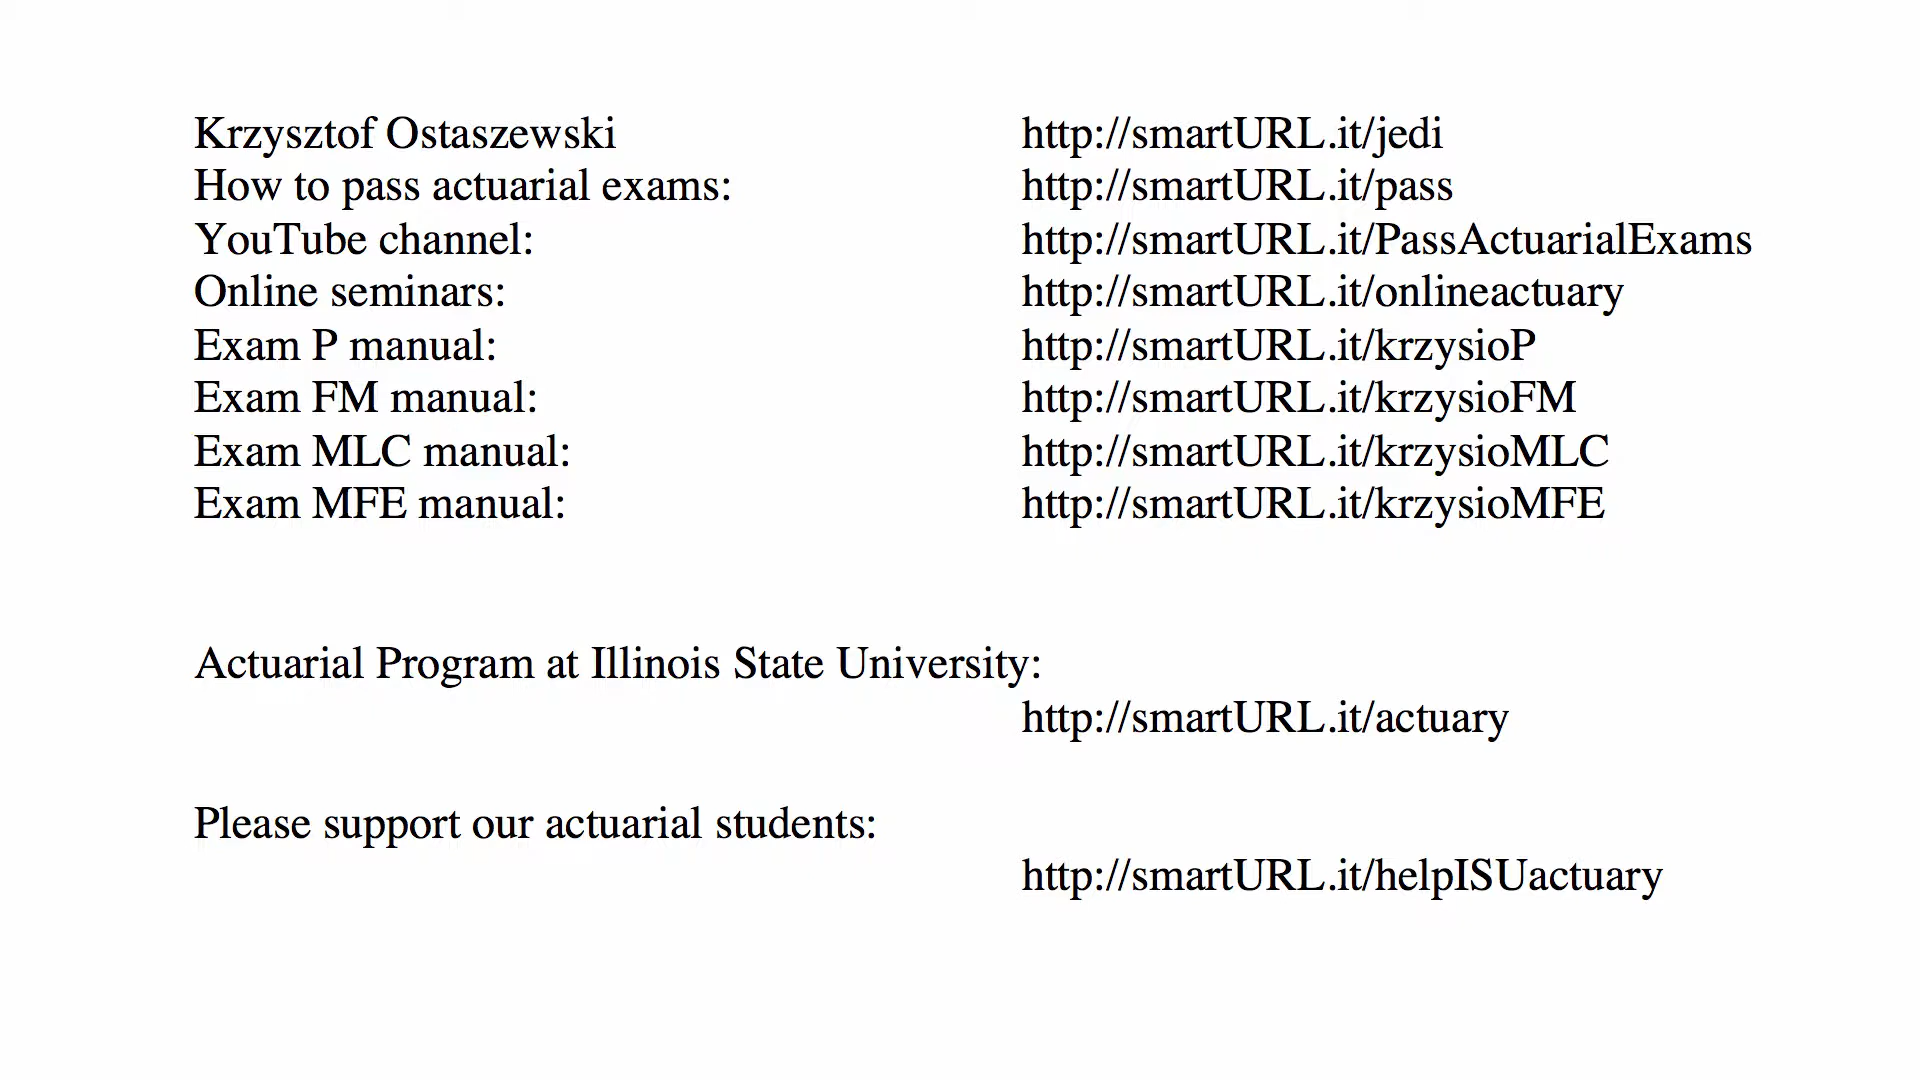 Krzysztof Ostaszewski http://smartURL.it/jedi
How to pass actuarial exams: http://smartURL.it/pass
YouTube channel: http://smartURL.it/PassActuarialExams
Online seminars: http://smartURL.it/onlineactuary
Exam P manual: http://smartURL.it/krzysioP
Exam FM manual: http://smartURL.it/krzysioFM
Exam MLC manual: http://smartURL.it/krzysioMLC
Exam MFE manual: http://smartURL.it/krzysioMFE
Actuarial Program at Illinois State University:
http://smartURL.it/actuary
Please support our actuarial students:
http://smartURL.it/helpISUactuary